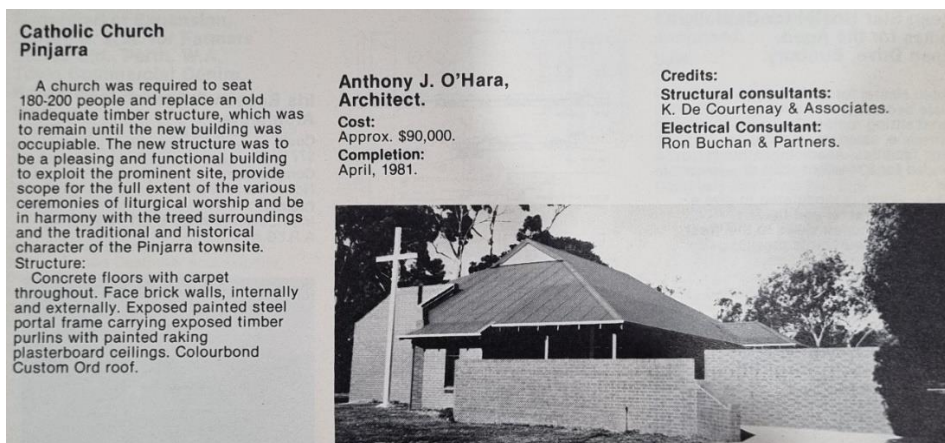 Catholic Church
Pinjarra
A church was required to seat
180-200 people and replace an old
inadequate timber structure, which was
to remain until the new building was
occupiable. The new structure was to
be a pleasing and functional building
to exploit the prominent site, provide
scope for the full extent of the various
ceremonies of liturgical worship and be
in harmony with the treed surroundings
and the traditional and historical
character of the Pinjarra townsite.
Structure:
Concrete floors with carpet
throughout. Face brick walls, internally
and externally. Exposed painted steel
portal frame carrying exposed timber
purlins with painted raking
plasterboard ceilings. Colourbond
Custom Ord roof.
Anthony J. O'Hara,
Architect.
Cost:
Approx. $90,000.
Completion:
April, 1981.
Credits:
Structural consultants:
K. De Courtenay & Associates.
Electrical Consultant:
Ron Buchan & Partners.